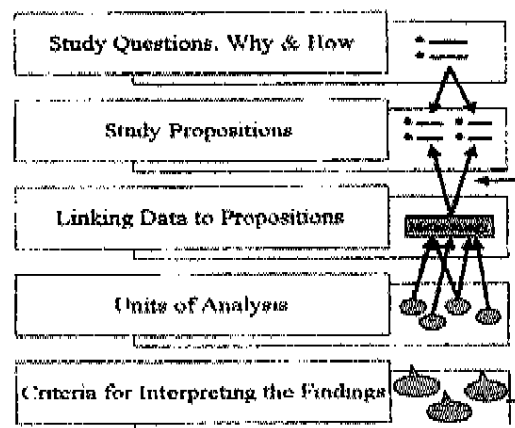 Study Questions, Why & How
Study Propositions
Linking Data to Propositions
Units of Analysis
Criteria for Interpreting the Findings